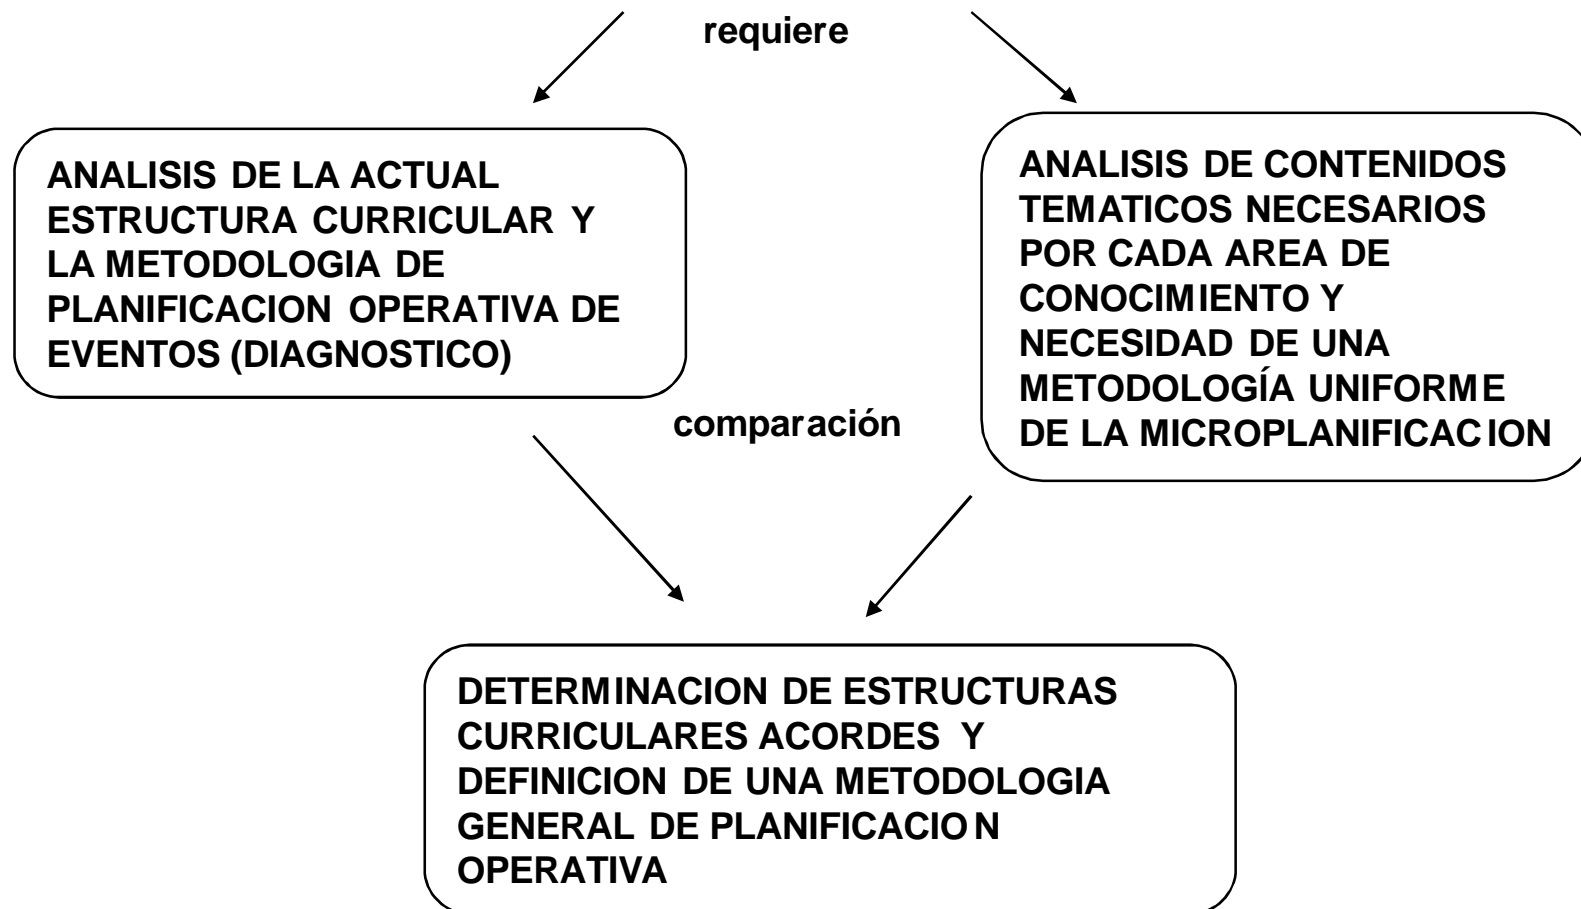 requiere
ANALISIS DE LA ACTUAL
ESTRUCTURA CURRICULAR Y
LA METODOLOGIA DE
PLANIFICACION OPERATIVA DE
EVENTOS (DIAGNOSTICO)
ANALISIS DE CONTENIDOS
TEMATICOS NECESARIOS
POR CADA AREA DE
CONOCIMIENTO Y
NECESIDAD DE UNA
METODOLOGÍA UNIFORME
DE LA MICROPLANIFICACION
comparación
DETERMINACION DE ESTRUCTURAS
CURRICULARES ACORDES Y
DEFINICION DE UNA METODOLOGIA
GENERAL DE PLANIFICACION
OPERATIVA